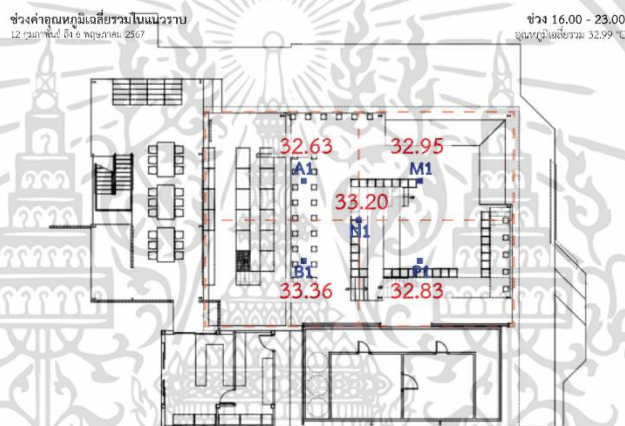 ช่วงค่าอุณหภูมิเฉลี่ยรวมในแนวราบ
12 กุมภาพันธ์ ถึง 6 พฤษภาคม 2567
ช่วง 16.00 - 23.00
อุณหภูมิเฉลี่ยรวม 32.99 °C
32.63
32.95
A1
M1
33.20
N1
B1
P1
33.36
32.83